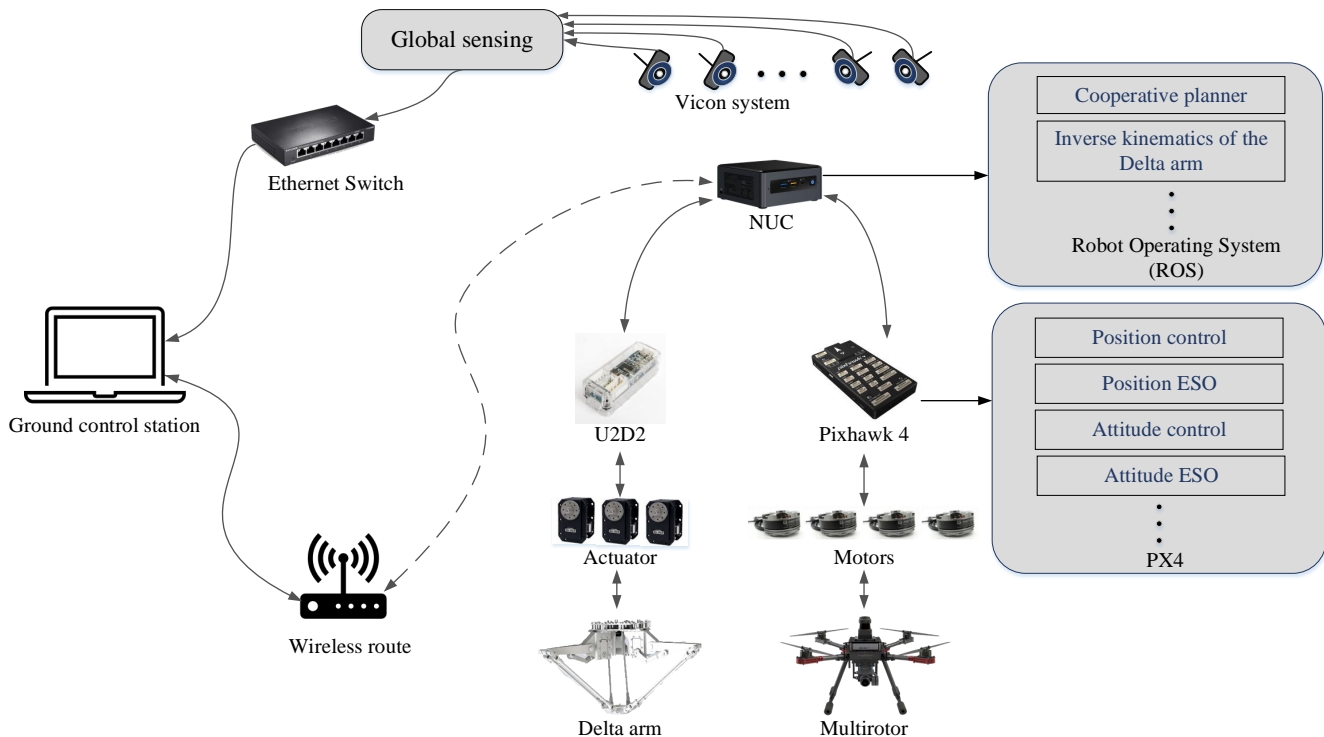 Global sensing
Vicon system
Ethernet Switch
NUC
Cooperative planner
Inverse kinematics of the
Delta arm
Robot Operating System
(ROS)
Ground control station
U2D2
Pixhawk 4
Position control
Position ESO
Attitude control
Attitude ESO
PX4
Actuator
Motors
Wireless route
Delta arm
Multirotor